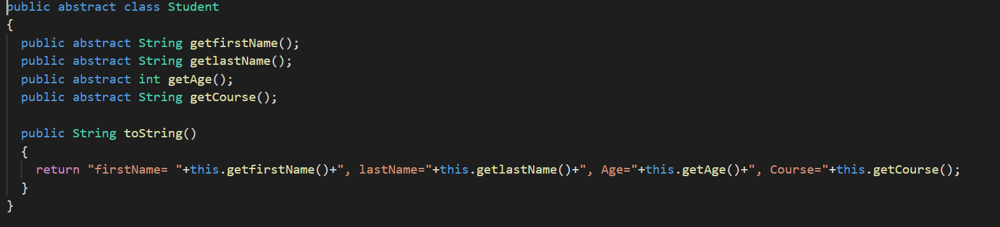 public abstract class Student
{
public abstract String getfirstName();
public abstract String getlastName();
public abstract int getAge();
public abstract String getCourse();
public String toString()
{
return "firstName= "+this.getfirstName()+", lastName="+this.getlastName()+", Age="+this.getAge()+", Course="+this.getCourse();
}
}